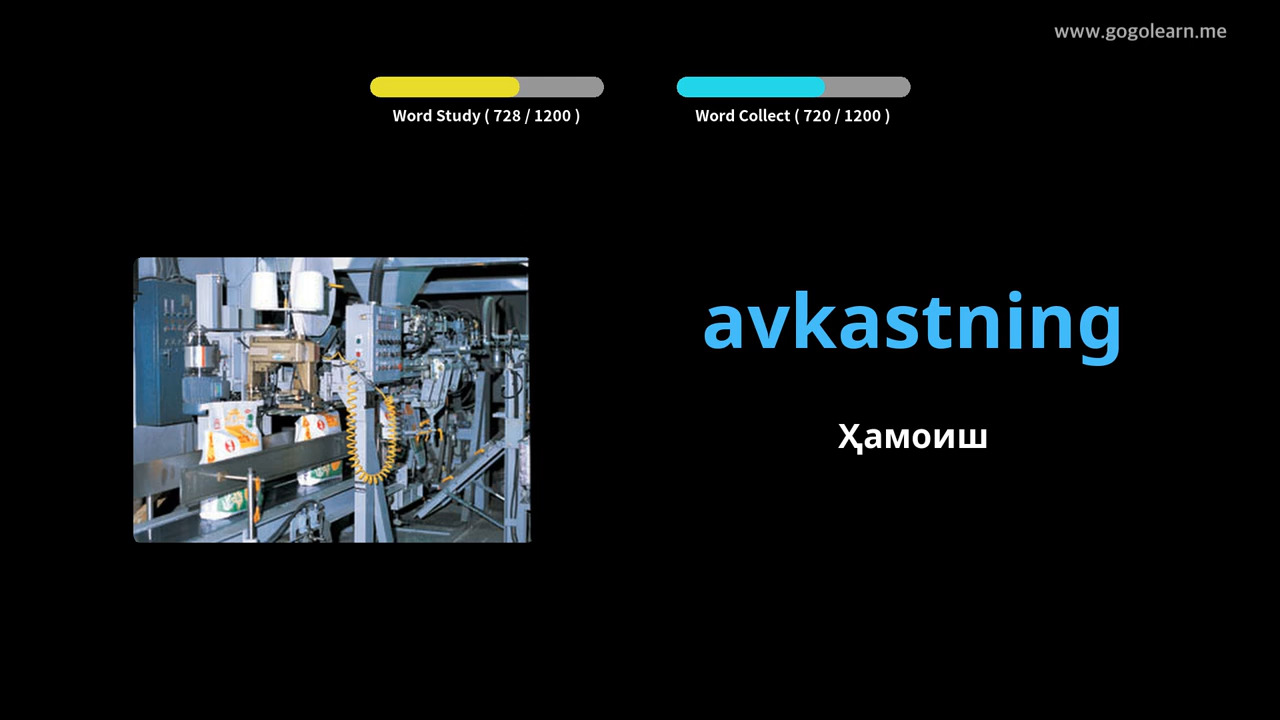 www.gogolearn.me
Word Study ( 728 / 1200 )
Word Collect ( 720 / 1200 )
avkastning
Ҳамоиш